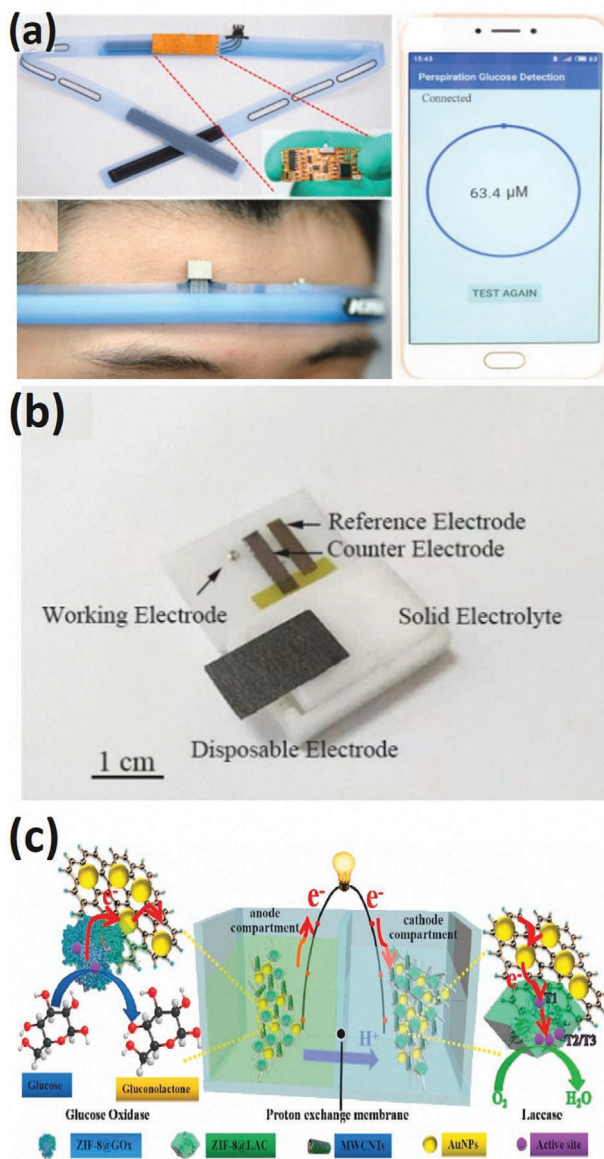 (a)
15:43
83
Perspiration Glucose Detection
Connected
63.4 µM
TEST AGAIN
(b)
Reference Electrode
Counter Electrode
Working Electrode
Solid Electrolyte
Disposable Electrode
1 cm
(c)
e-
anode
compartment
e-
e-
cathode
compartment
e-
T1
T2/T3
H+
O2
H2O
Glucose
Gluconolactone
Glucose Oxidase
Proton exchange membrane
Laccase
ZIF-8@GOx
ZIF-8@LAC
MWCNTs
AuNPs
Active site